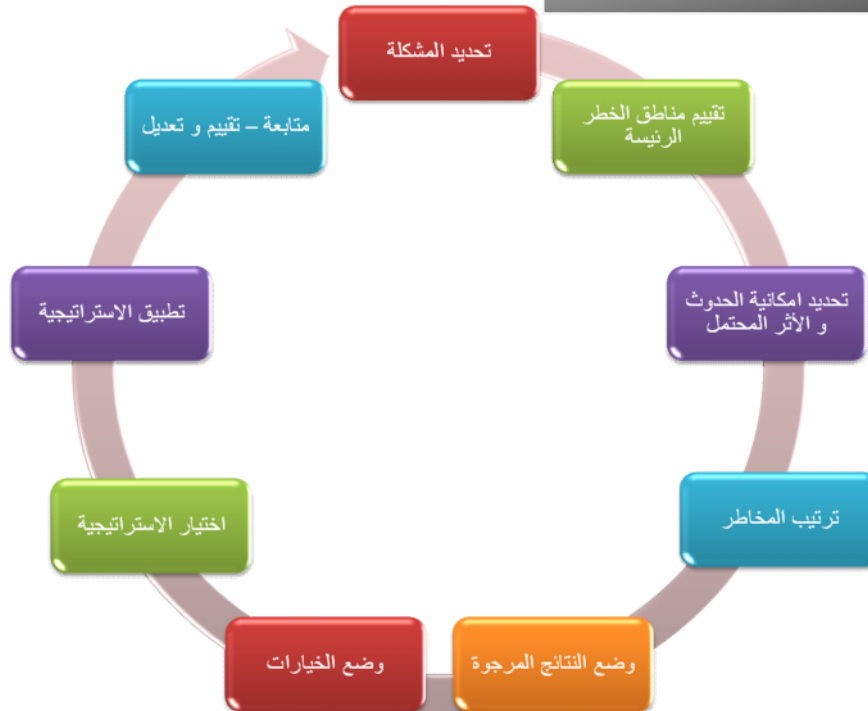 تحديد المشكلة
تقييم مناطق الخطر
الرئيسة
تحديد امكانية الحدوث
و الأثر المحتمل
ترتيب المخاطر
وضع النتائج المرجوة
وضع الخيارات
اختيار الاستراتيجية
تطبيق الاستراتيجية
متابعة – تقييم و تعديل